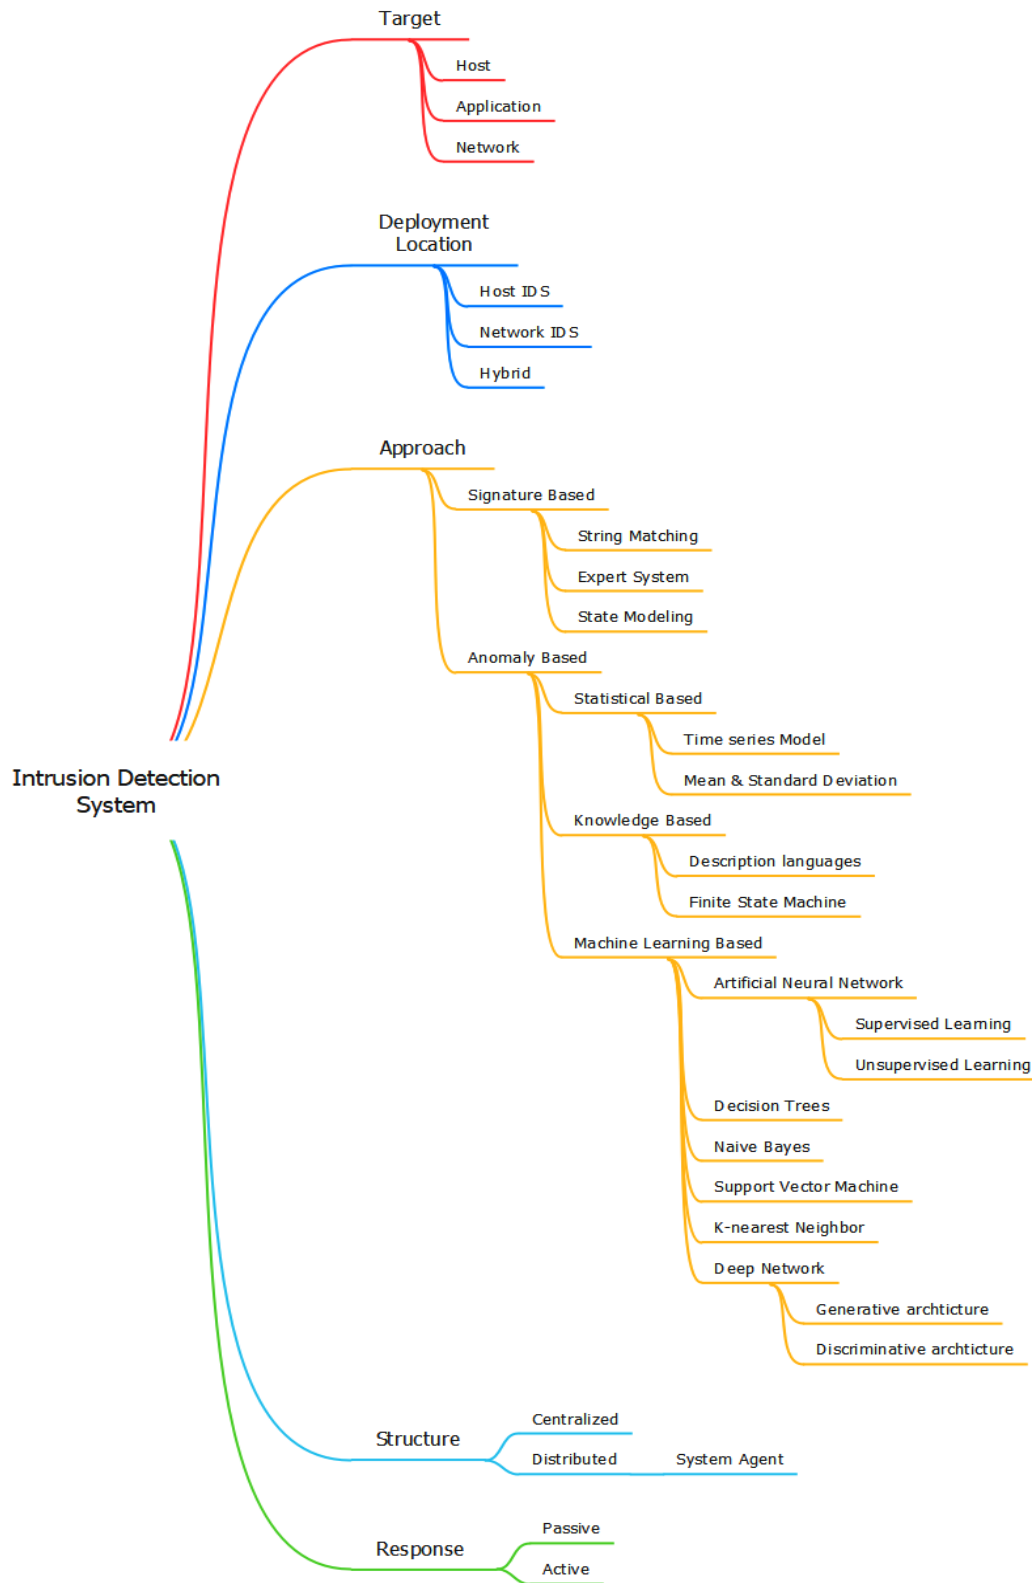 Target
Host
Application
Network
Deployment
Location
Host IDS
Network IDS
Hybrid
Approach
Signature Based
String Matching
Expert System
State Modeling
Anomaly Based
Statistical Based
Time series Model
Mean & Standard Deviation
Intrusion Detection
System
Knowledge Based
Description languages
Finite State Machine
Machine Learning Based
Artificial Neural Network
Supervised Learning
Unsupervised Learning
Decision Trees
Naive Bayes
Support Vector Machine
K-nearest Neighbor
Deep Network
Generative archticture
Discriminative archticture
Structure
Centralized
Distributed
System Agent
Response
Passive
Active